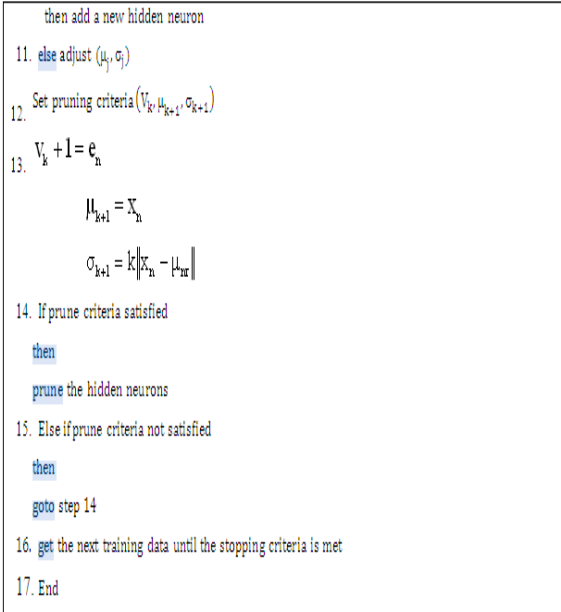 then add a new hidden neuron
11. else adjust (μj, σj)
12. Set pruning criteria (Vk, μk+1, σk+1)
13. Vk + 1 = en
μk+1 = xn
σk+1 = k||xn − μnr||
14. If prune criteria satisfied
then
prune the hidden neurons
15. Else if prune criteria not satisfied
then
goto step 14
16. get the next training data until the stopping criteria is met
17. End